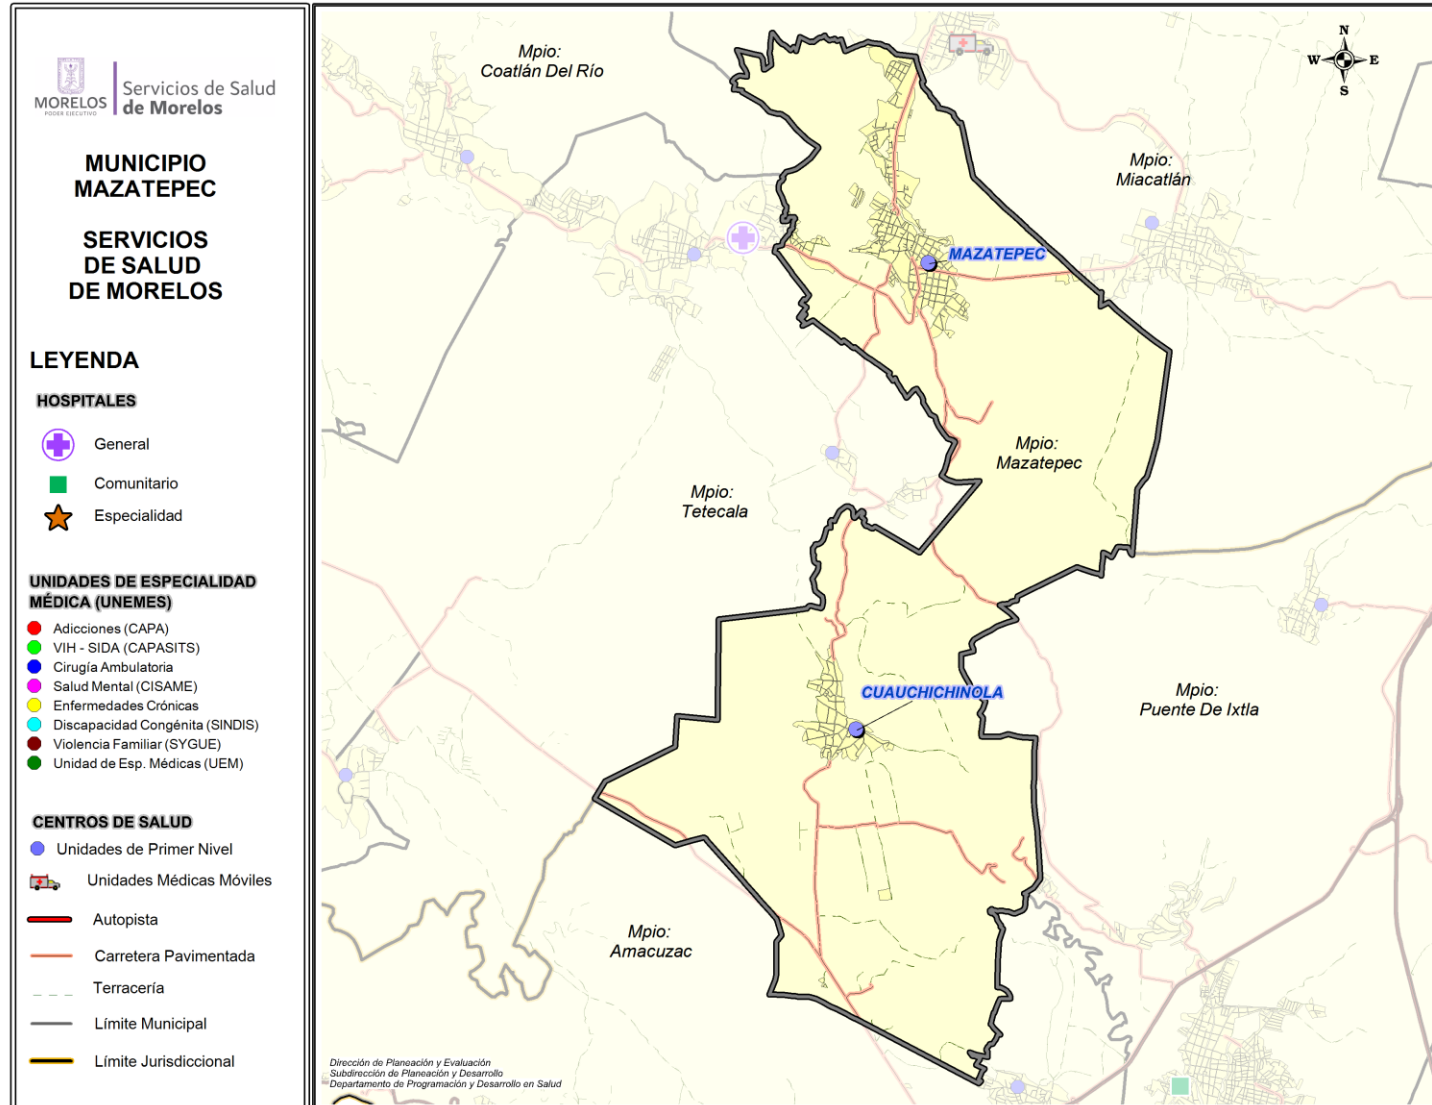 MORELOS
PODER EJECUTIVO
Servicios de Salud
de Morelos
MUNICIPIO
MAZATEPEC
SERVICIOS
DE SALUD
DE MORELOS
LEYENDA
HOSPITALES
General
Comunitario
Especialidad
UNIDADES DE ESPECIALIDAD
MÉDICA (UNEMES)
Adicciones (CAPA)
VIH - SIDA (CAPASITS)
Cirugía Ambulatoria
Salud Mental (CISAME)
Enfermedades Crónicas
Discapacidad Congénita (SINDIS)
Violencia Familiar (SYGUE)
Unidad de Esp. Médicas (UEM)
CENTROS DE SALUD
Unidades de Primer Nivel
Unidades Médicas Móviles
Autopista
Carretera Pavimentada
Terracería
Límite Municipal
Límite Jurisdiccional
Mpio:
Coatlán Del Río
N
W E
S
Mpio:
Miacatlán
MAZATEPEC
Mpio:
Mazatepec
Mpio:
Tetecala
CUAUCHICHINOLA
Mpio:
Puente De Ixtla
Mpio:
Amacuzac
Dirección de Planeación y Evaluación
Subdirección de Planeación y Desarrollo
Departamento de Programación y Desarrollo en Salud